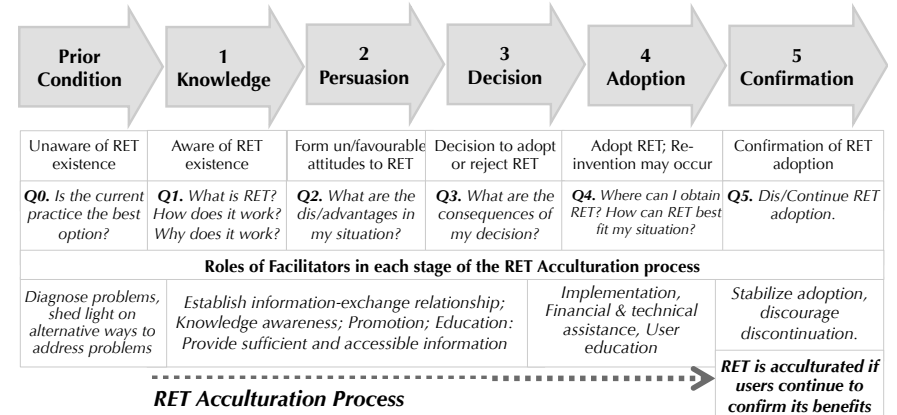 Prior
Condition
1
Knowledge
2
Persuasion
3
Decision
4
Adoption
5
Confirmation
Unaware of RET
existence
Aware of RET
existence
Form un/favourable
attitudes to RET
Decision to adopt
or reject RET
Adopt RET; Re-
invention may occur
Confirmation of RET
adoption
Q0. Is the current
practice the best
option?
Q1. What is RET?
How does it work?
Why does it work?
Q2. What are the
dis/advantages in
my situation?
Q3. What are the
consequences of
my decision?
Q4. Where can I obtain
RET? How can RET best
fit my situation?
Q5. Dis/Continue RET
adoption.
Roles of Facilitators in each stage of the RET Acculturation process
Diagnose problems,
shed light on
alternative ways to
address problems
Establish information-exchange relationship;
Knowledge awareness; Promotion; Education:
Provide sufficient and accessible information
Implementation,
Financial & technical
assistance, User
education
Stabilize adoption,
discourage
discontinuation.
RET is acculturated if
users continue to
confirm its benefits
RET Acculturation Process